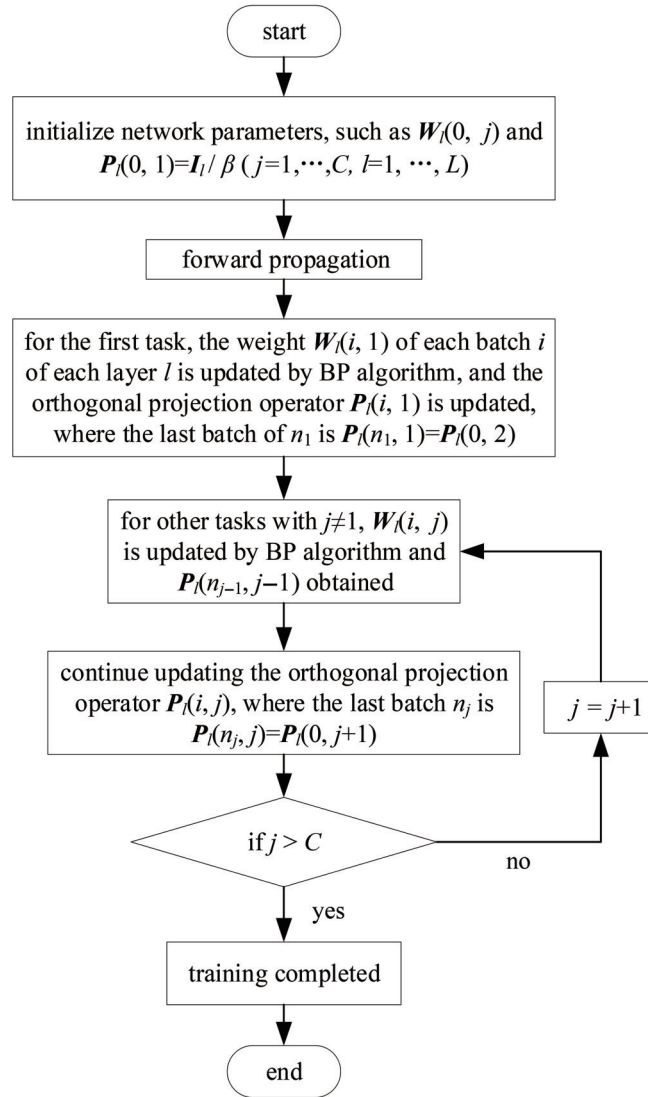 start
initialize network parameters, such as W_l(0, j) and
P_l(0, 1)=I_l / β ( j=1,⋯,C, l=1, ⋯, L)
forward propagation
for the first task, the weight W_l(i, 1) of each batch i
of each layer l is updated by BP algorithm, and the
orthogonal projection operator P_l(i, 1) is updated,
where the last batch of n_1 is P_l(n_1, 1)=P_l(0, 2)
for other tasks with j≠1, W_l(i, j)
is updated by BP algorithm and
P_l(n_{j−1}, j−1) obtained
continue updating the orthogonal projection
operator P_l(i, j), where the last batch n_j is
P_l(n_j, j)=P_l(0, j+1)
j = j+1
if j > C
no
yes
training completed
end